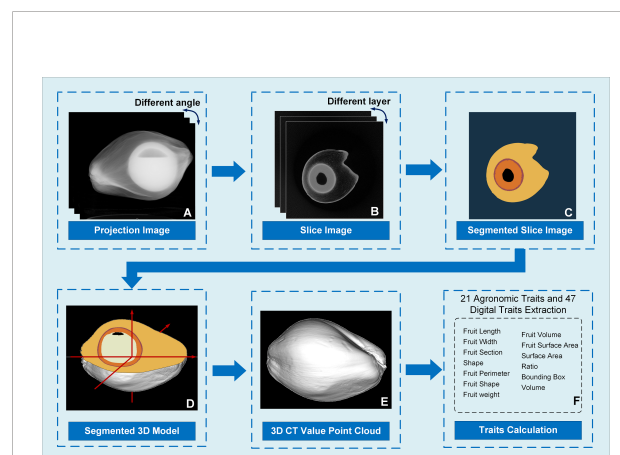 Different angle
A
Projection Image
Different layer
B
Slice Image
C
Segmented Slice Image
D
Segmented 3D Model
E
3D CT Value Point Cloud
21 Agronomic Traits and 47
Digital Traits Extraction
Fruit Length
Fruit Width
Fruit Section
Shape
Fruit Perimeter
Fruit Shape
Fruit weight
Fruit Volume
Fruit Surface Area
Surface Area
Ratio
Bounding Box
Volume
F
Traits Calculation